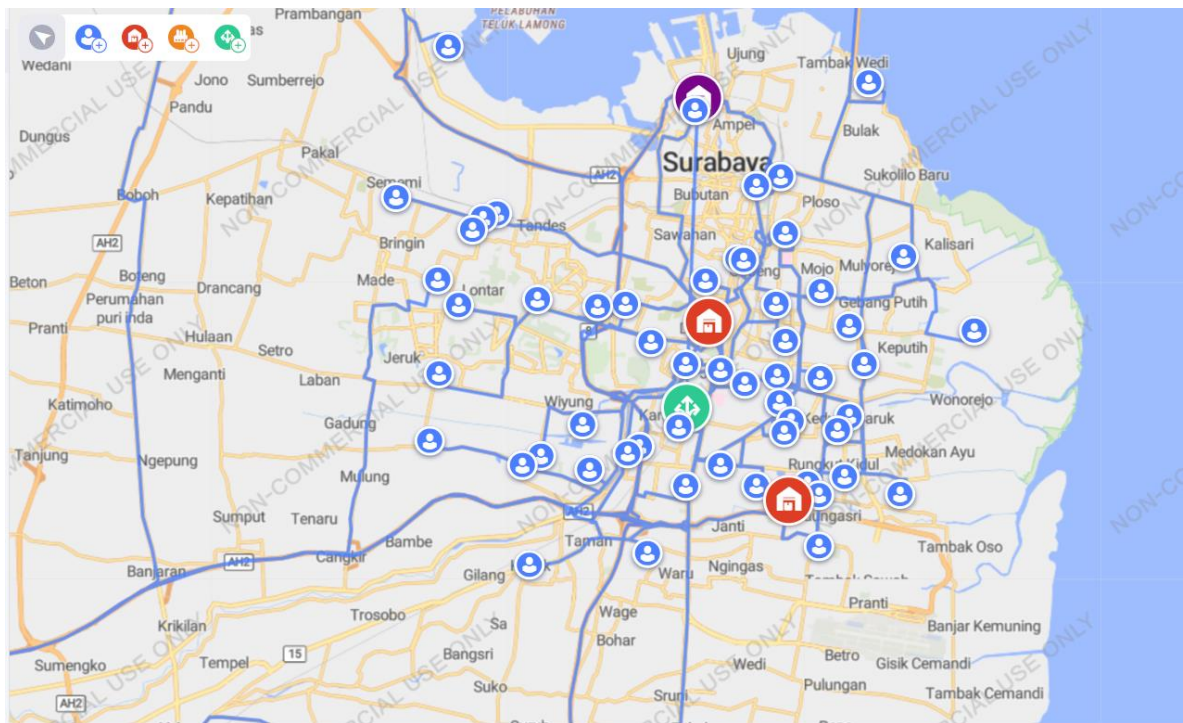 PELABUHAN
TELUK LAMONG
Prambangan
as
Wedani
Jono
Sumberrejo
Ujung
Tambak Wedi
Pandu
Ampel
Bulak
Dungus
Pakal
Surabaya
AH2
Sememi
Sukolilo Baru
Boboh
Kepatihan
Bubutan
Ploso
Tandes
Sawahan
AH2
Bringin
Kalisari
Beton
Boteng
Drancang
Made
Lontar
Mojo
Mulyorejo
Perumahan
puri inda
Gebang Putih
Pranti
Hulaan
8
Setro
Jeruk
Keputih
Menganti
Laban
Katimoho
Wiyung
Wonorejo
Gadung
Tanjung
Ngepung
Mulung
Medokan Ayu
Rungkut Kidul
Sumput
Tenaru
AH2
Janti
Bambe
Taman
Cangkir
AH2
Banjaran
Gilang
Waru
Ngingas
Tambak Oso
Trosobo
Wage
Pranti
Krikilan
Sa
Bohar
Banjar Kemuning
15
Bangsri
Betro
Sumengko
Tempel
Wedi
Gisik Cemandi
Suko
Pulungan
AH2
Sruni
Tambak Cemandi
NON-COMMERCIAL USE ONLY